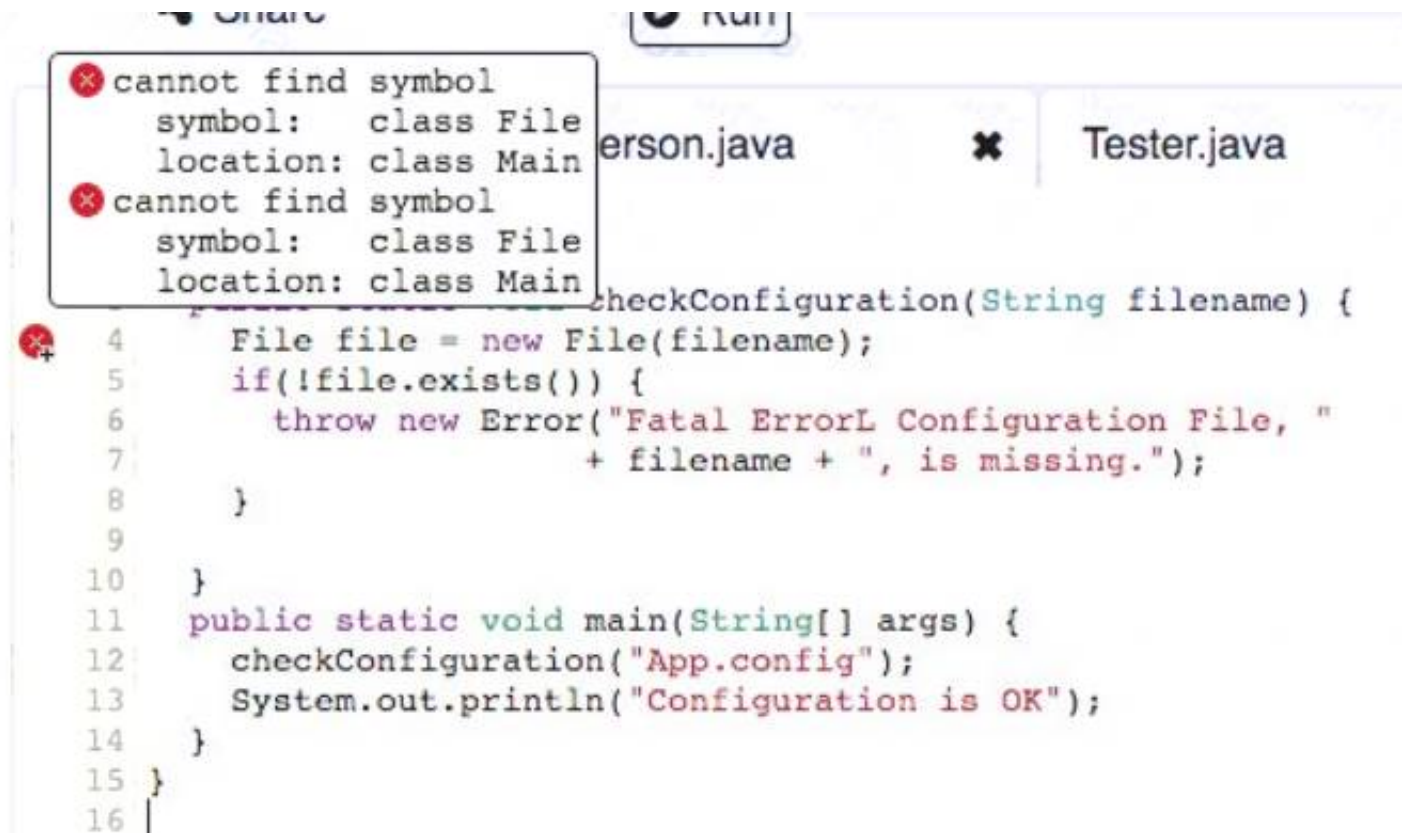 Share
Run
cannot find symbol
symbol: class File
location: class Main
cannot find symbol
symbol: class File
location: class Main
erson.java ✖ Tester.java
checkConfiguration(String filename) {
4 File file = new File(filename);
5 if(!file.exists()) {
6 throw new Error("Fatal ErrorL Configuration File, "
7 + filename + ", is missing.");
8 }
9
10 }
11 public static void main(String[] args) {
12 checkConfiguration("App.config");
13 System.out.println("Configuration is OK");
14 }
15 }
16